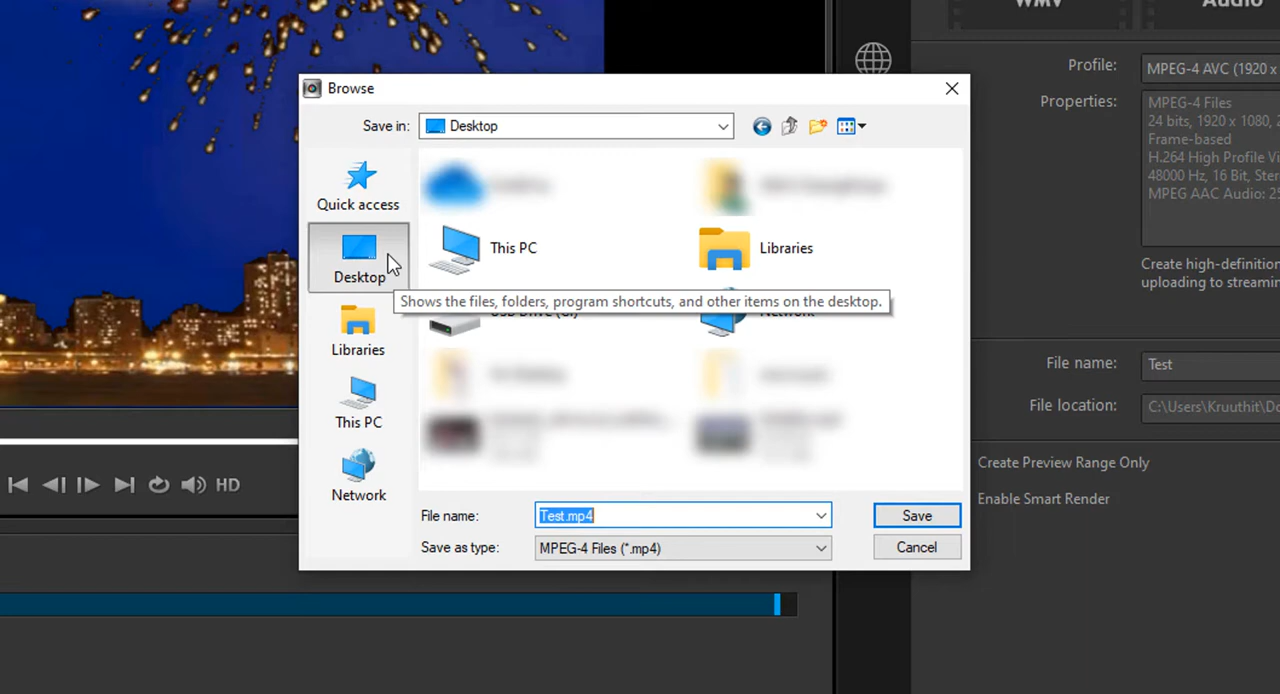 WMV
Audio
Browse
Save in:
Desktop
Profile:
MPEG-4 AVC (1920 x
Properties:
MPEG-4 Files
24 bits, 1920 x 1080, 2
Frame-based
H.264 High Profile Vi
48000 Hz, 16 Bit, Ster
MPEG AAC Audio: 25
Quick access
Desktop
Libraries
This PC
Network
This PC
Libraries
Shows the files, folders, program shortcuts, and other items on the desktop.
Create high-definition
uploading to streamin
File name:
Test
File location:
C:\Users\Kruuthit\Do
Create Preview Range Only
Enable Smart Render
HD
File name:
Test.mp4
Save
Save as type:
MPEG-4 Files (*.mp4)
Cancel